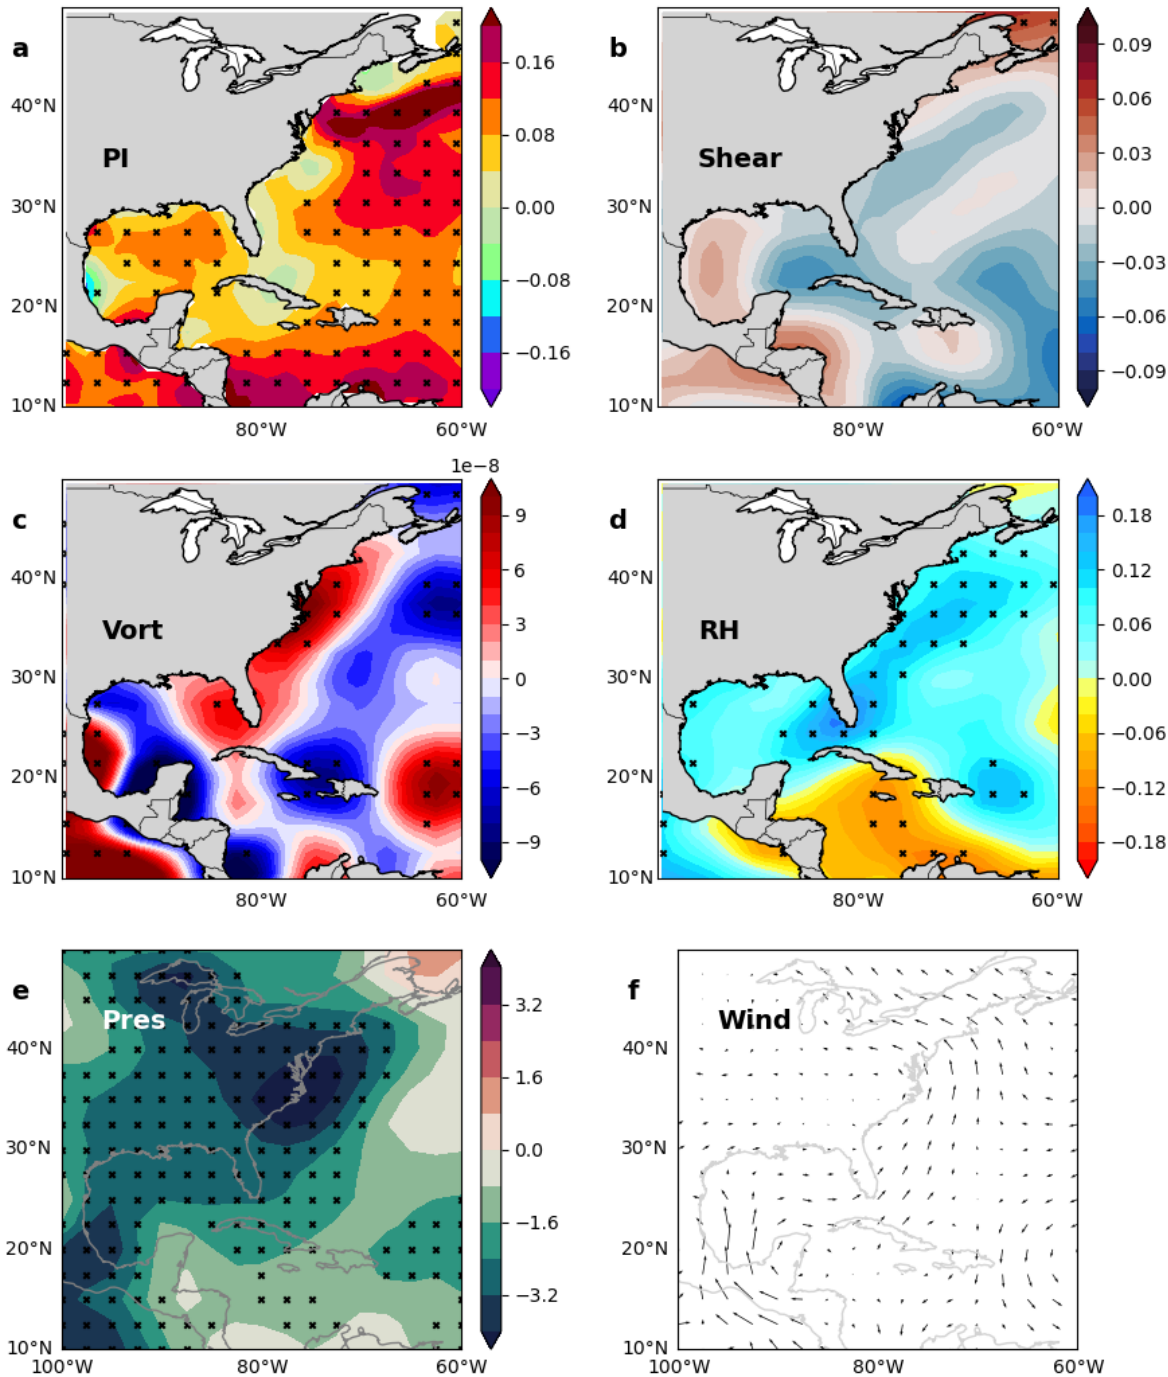 a
PI
40°N
30°N
20°N
10°N
80°W
60°W
0.16
0.08
0.00
−0.08
−0.16
b
Shear
40°N
30°N
20°N
10°N
80°W
60°W
0.09
0.06
0.03
0.00
−0.03
−0.06
−0.09
c
Vort
40°N
30°N
20°N
10°N
80°W
60°W
1e−8
9
6
3
0
−3
−6
−9
d
RH
40°N
30°N
20°N
10°N
80°W
60°W
0.18
0.12
0.06
0.00
−0.06
−0.12
−0.18
e
Pres
40°N
30°N
20°N
10°N
100°W
80°W
60°W
3.2
1.6
0.0
−1.6
−3.2
f
Wind
40°N
30°N
20°N
10°N
100°W
80°W
60°W